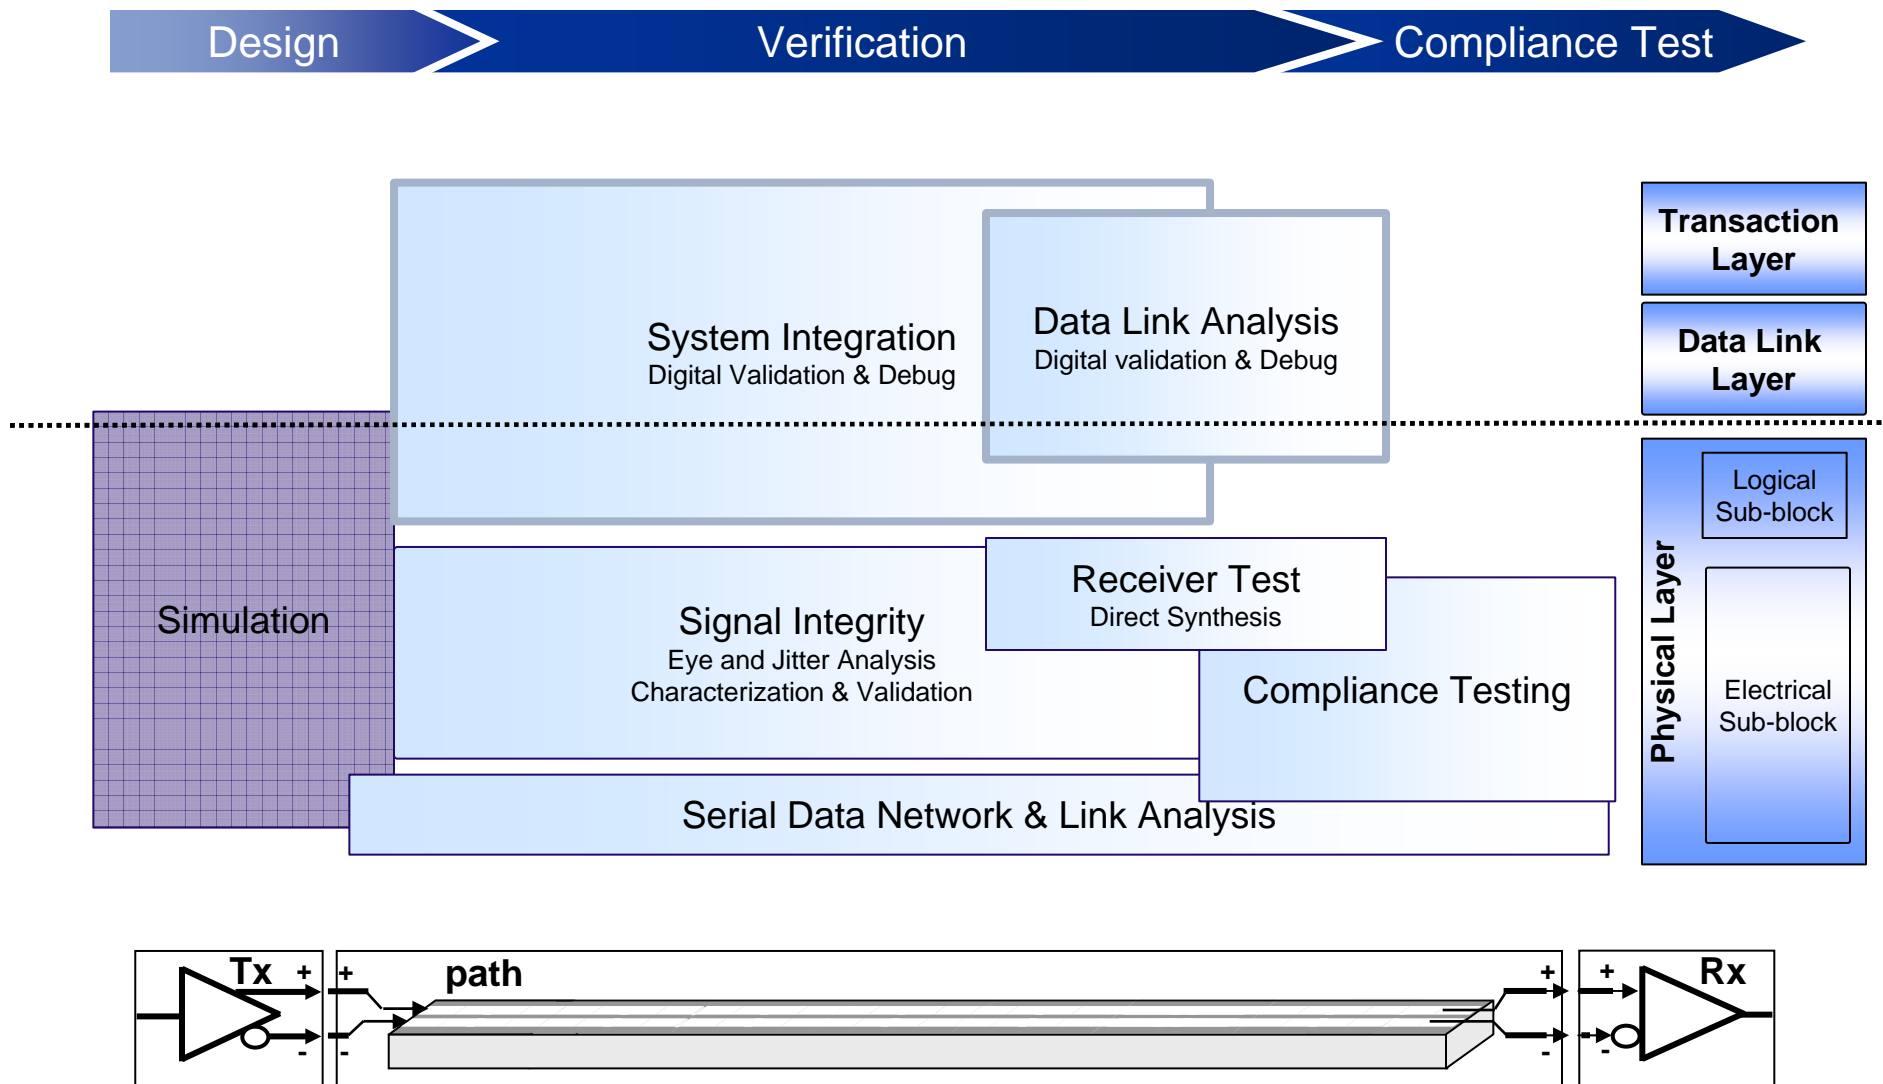 Design
Verification
Compliance Test
Transaction
Layer
Data Link
Layer
System Integration
Digital Validation & Debug
Data Link Analysis
Digital validation & Debug
Simulation
Signal Integrity
Eye and Jitter Analysis
Characterization & Validation
Receiver Test
Direct Synthesis
Compliance Testing
Serial Data Network & Link Analysis
Physical Layer
Logical
Sub-block
Electrical
Sub-block
Tx + + path + + Rx
- - - -